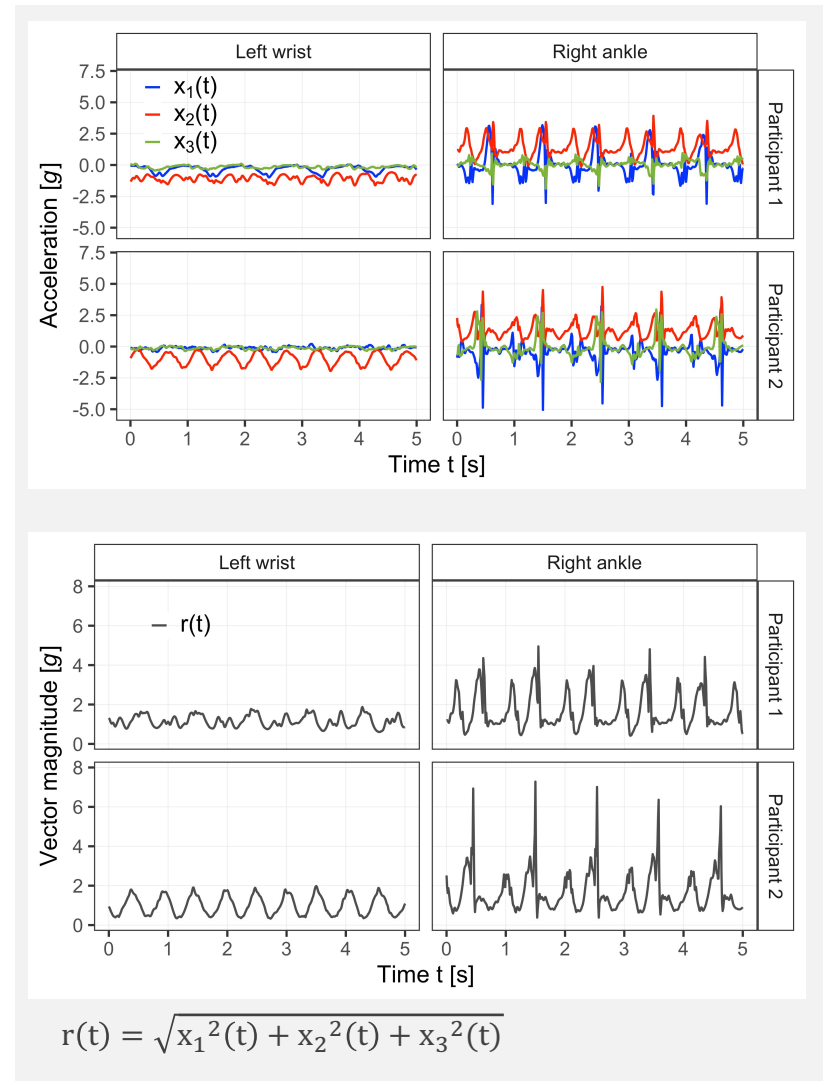 Left wrist Right ankle
7.5
5.0
2.5
0.0
-2.5
-5.0
x₁(t)
x₂(t)
x₃(t)
Participant 1
7.5
5.0
2.5
0.0
-2.5
-5.0
Participant 2
Acceleration [g]
0 1 2 3 4 5 0 1 2 3 4 5
Time t [s]
Left wrist Right ankle
8
6
4
2
0
r(t)
Participant 1
8
6
4
2
0
Participant 2
Vector magnitude [g]
0 1 2 3 4 5 0 1 2 3 4 5
Time t [s]
r(t) = √x₁²(t) + x₂²(t) + x₃²(t)